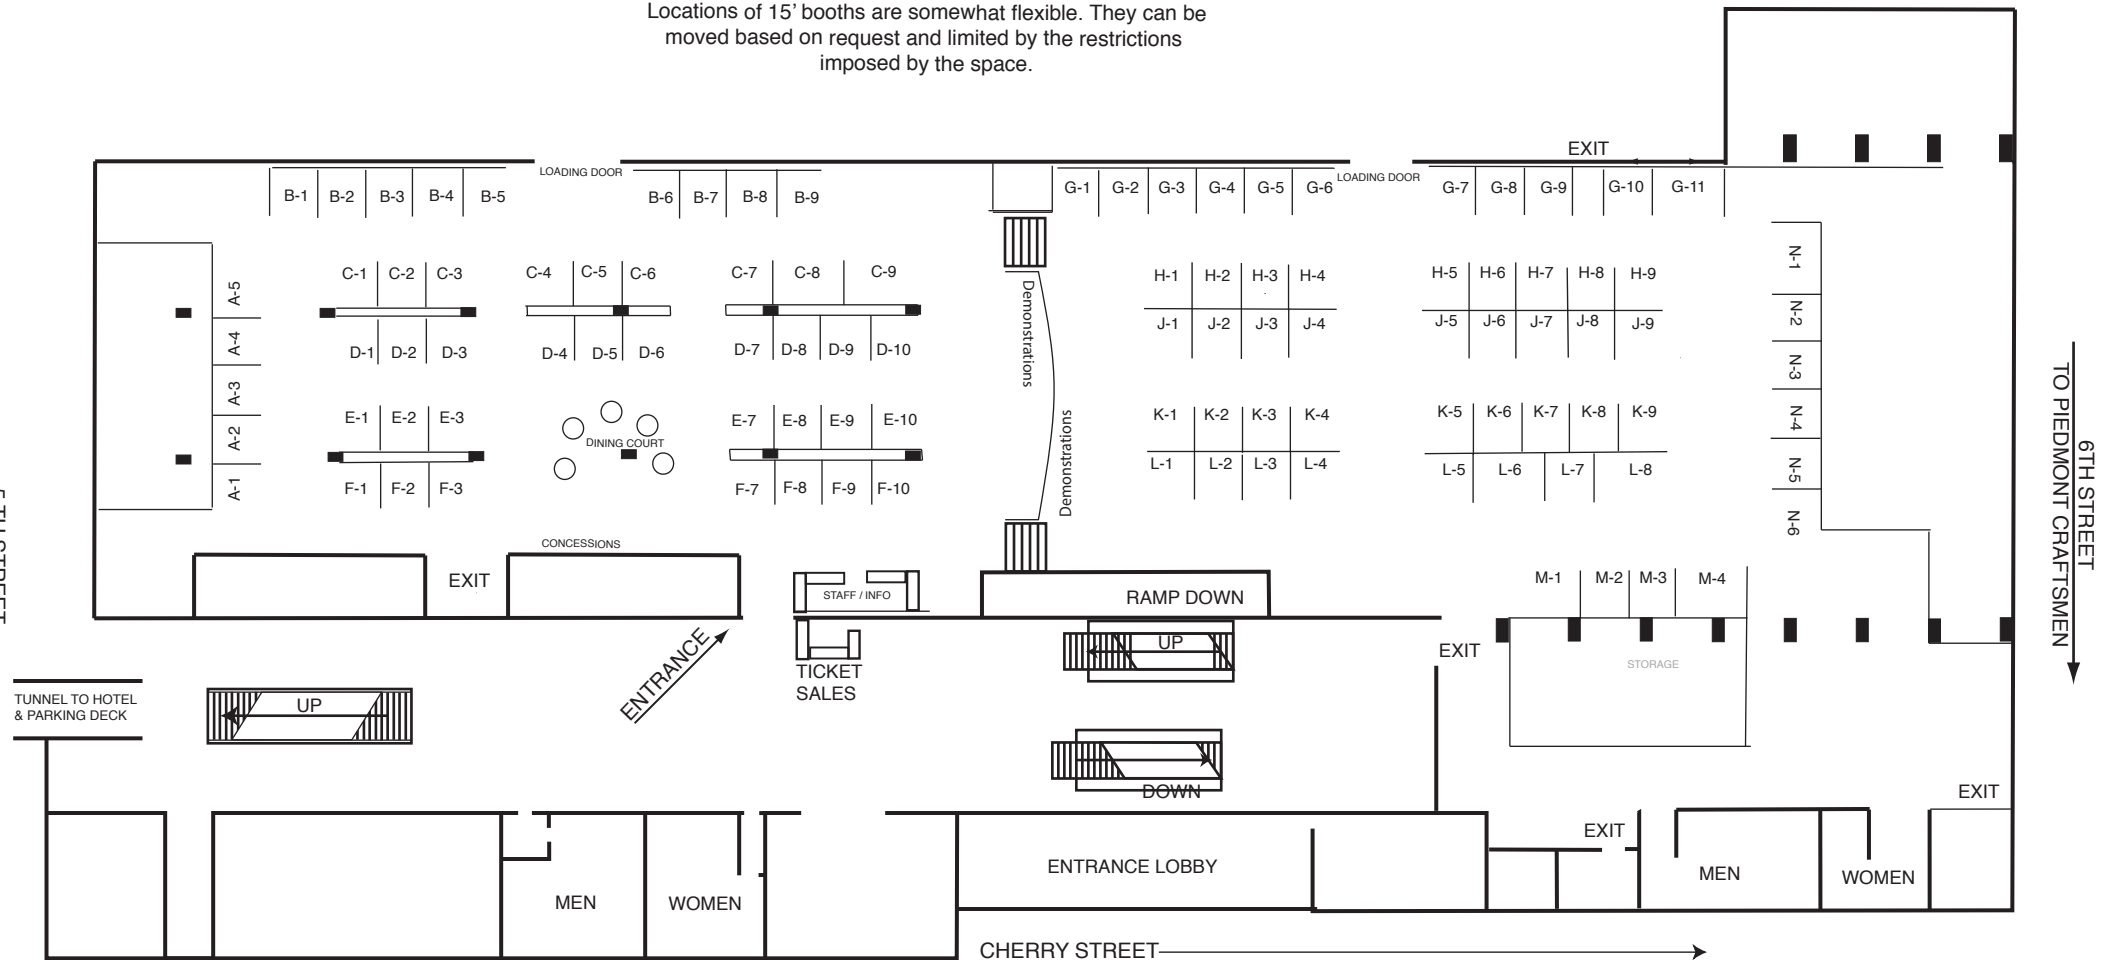 Locations of 15’ booths are somewhat flexible. They can be
moved based on request and limited by the restrictions
imposed by the space.
EXIT
LOADING DOOR
LOADING DOOR
B-1 B-2 B-3 B-4 B-5
B-6 B-7 B-8 B-9
G-1 G-2 G-3 G-4 G-5 G-6
G-7 G-8 G-9 G-10 G-11
A-5
A-4
A-3
A-2
A-1
C-1 C-2 C-3
C-4 C-5 C-6
C-7 C-8 C-9
D-1 D-2 D-3
D-4 D-5 D-6
D-7 D-8 D-9 D-10
E-1 E-2 E-3
DINING COURT
E-7 E-8 E-9 E-10
F-1 F-2 F-3
F-7 F-8 F-9 F-10
Demonstrations
Demonstrations
H-1 H-2 H-3 H-4
H-5 H-6 H-7 H-8 H-9
J-1 J-2 J-3 J-4
J-5 J-6 J-7 J-8 J-9
K-1 K-2 K-3 K-4
K-5 K-6 K-7 K-8 K-9
L-1 L-2 L-3 L-4
L-5 L-6 L-7 L-8
N-1
N-2
N-3
N-4
N-5
N-6
6TH STREET
TO PIEDMONT CRAFTSMEN
CONCESSIONS
EXIT
STAFF / INFO
RAMP DOWN
M-1 M-2 M-3 M-4
ENTRANCE
TICKET
SALES
UP
EXIT
STORAGE
TUNNEL TO HOTEL
& PARKING DECK
UP
DOWN
EXIT
EXIT
MEN
WOMEN
ENTRANCE LOBBY
MEN
WOMEN
CHERRY STREET